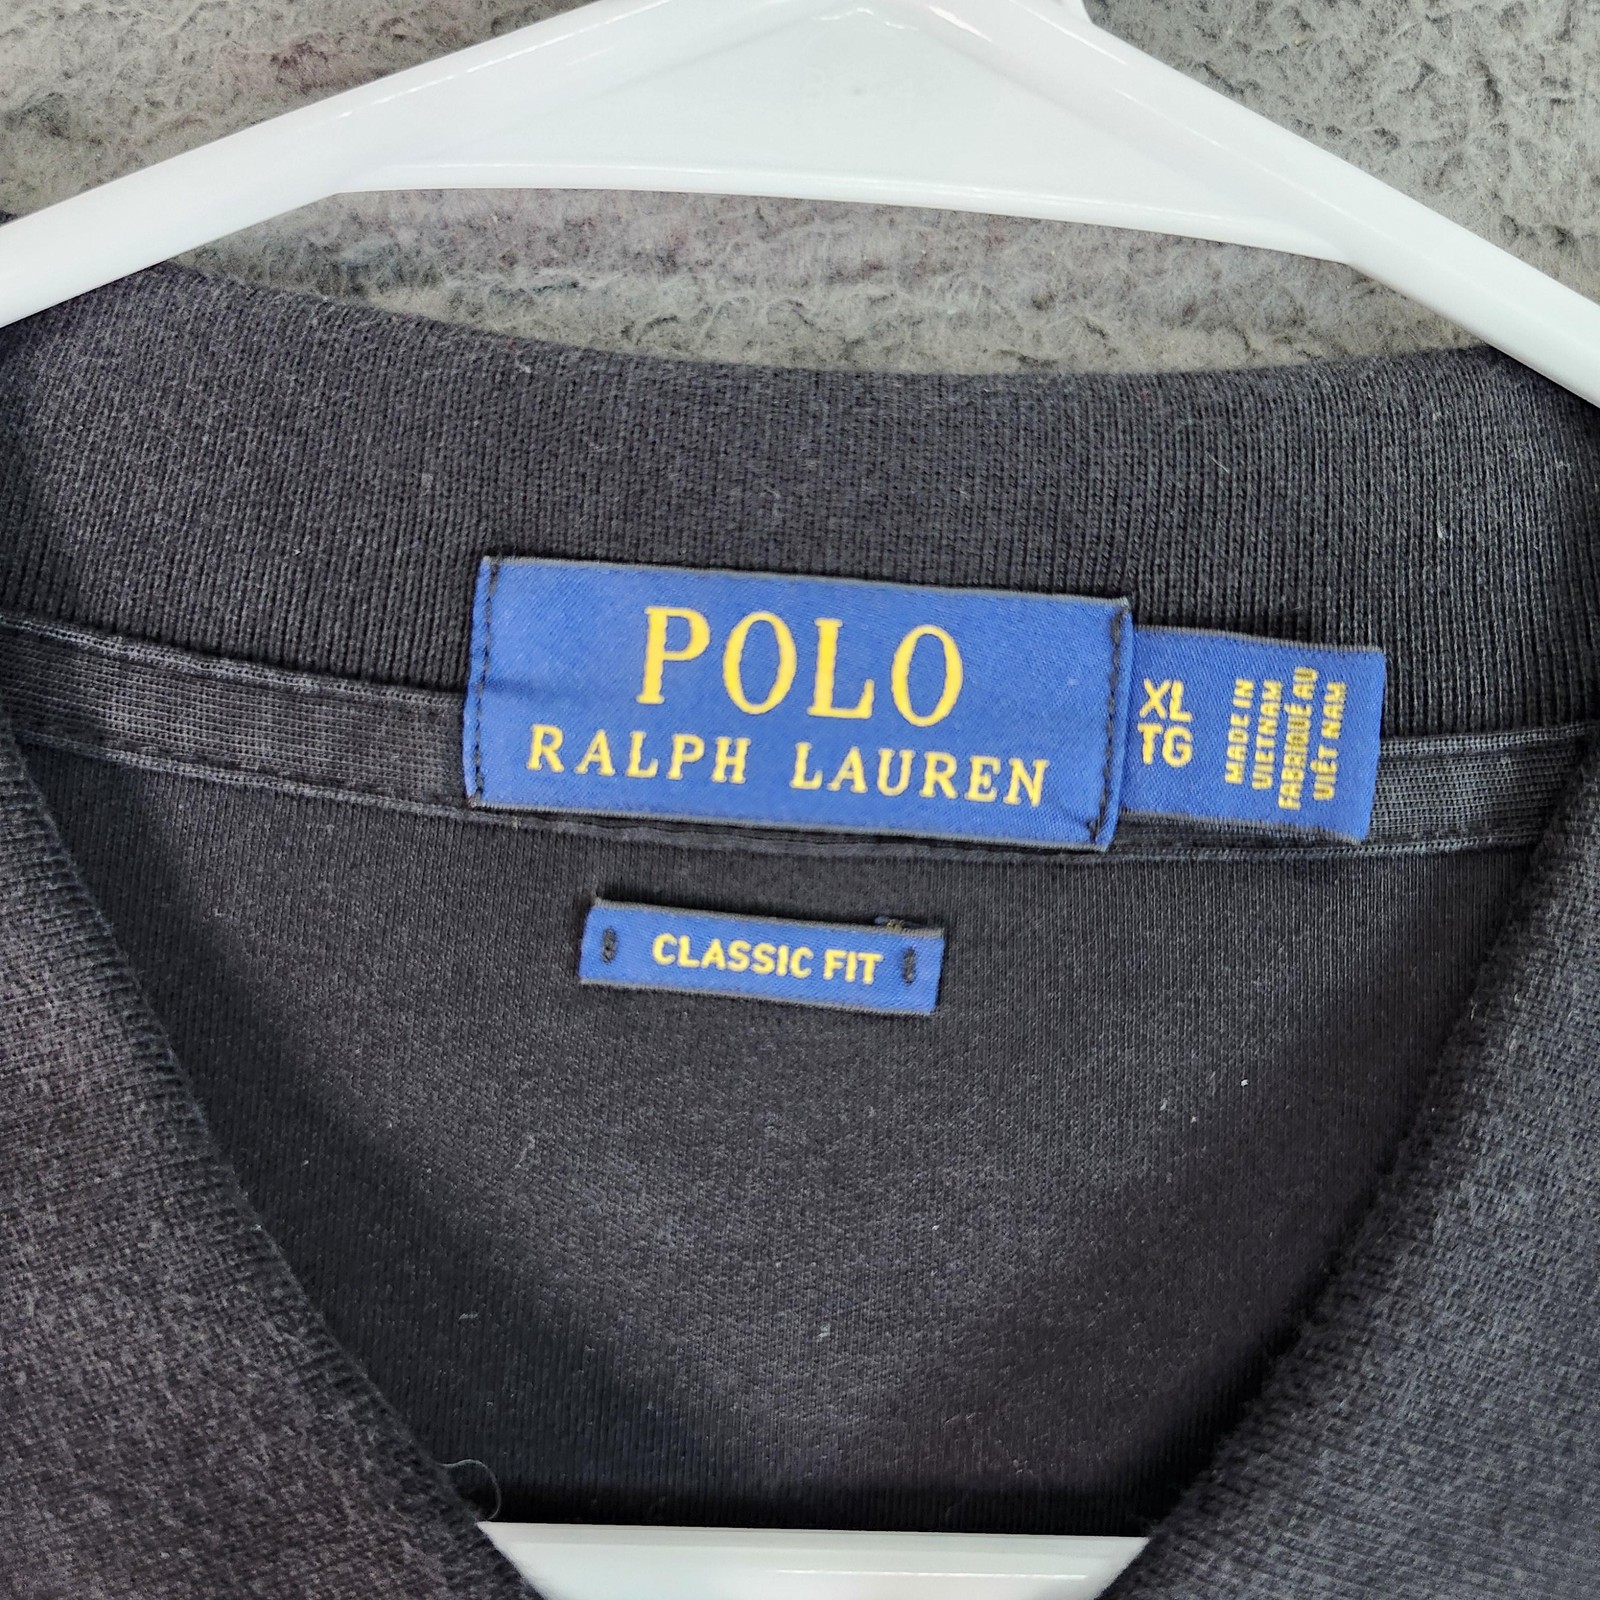 POLO
RALPH LAUREN
XL
TG
MADE IN
VIETNAM
FABRIQUÉ AU
VIÊT NAM
CLASSIC FIT